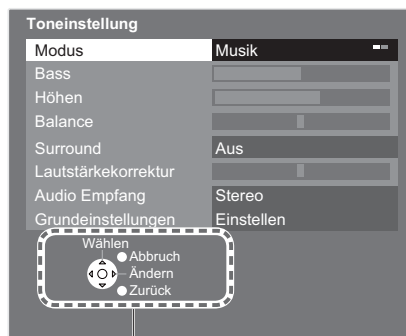 Toneinstellung
Modus Musik
Bass
Höhen
Balance
Surround Aus
Lautstärkekorrektur
Audio Empfang Stereo
Grundeinstellungen Einstellen
Wählen
Abbruch
Ändern
Zurück